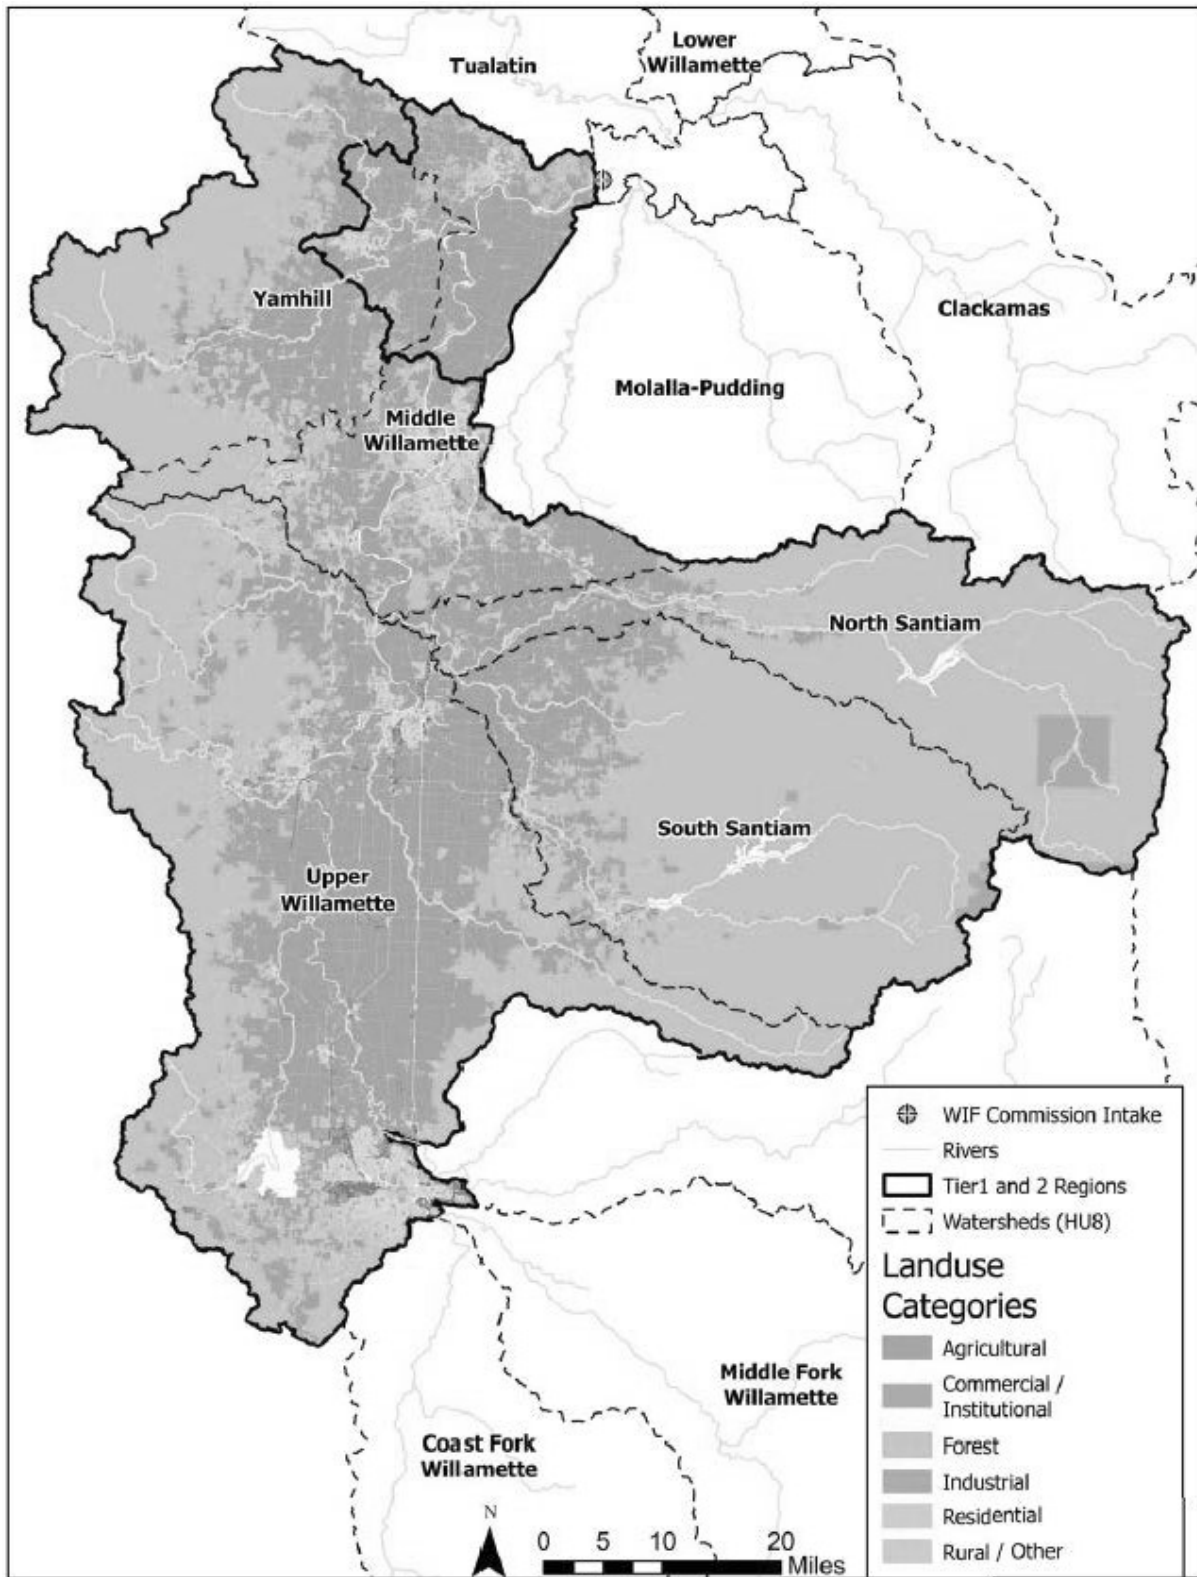 Lower
Willamette
Tualatin
Yamhill
Clackamas
Molalla-Pudding
Middle
Willamette
North Santiam
South Santiam
Upper
Willamette
WIF Commission Intake
Rivers
Tier1 and 2 Regions
Watersheds (HU8)
Landuse
Categories
Agricultural
Commercial /
Institutional
Forest
Industrial
Residential
Rural / Other
Middle Fork
Willamette
Coast Fork
Willamette
N
0 5 10 20
Miles